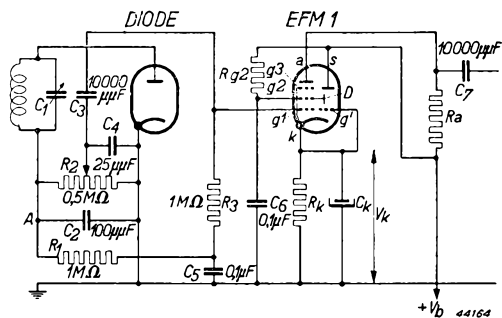 DIODE
EFM 1
10000
μμF
C1
C3
C4
25μμF
R2
0,5MΩ
A
C2
100μμF
R1
1MΩ
1MΩ
R3
C5
0,1μF
Rg2
g3
g2
g1
a
s
D
g'
k
C6
0,1μF
Rk
Ck
Vk
10000μμF
C7
Ra
+Vb
44164